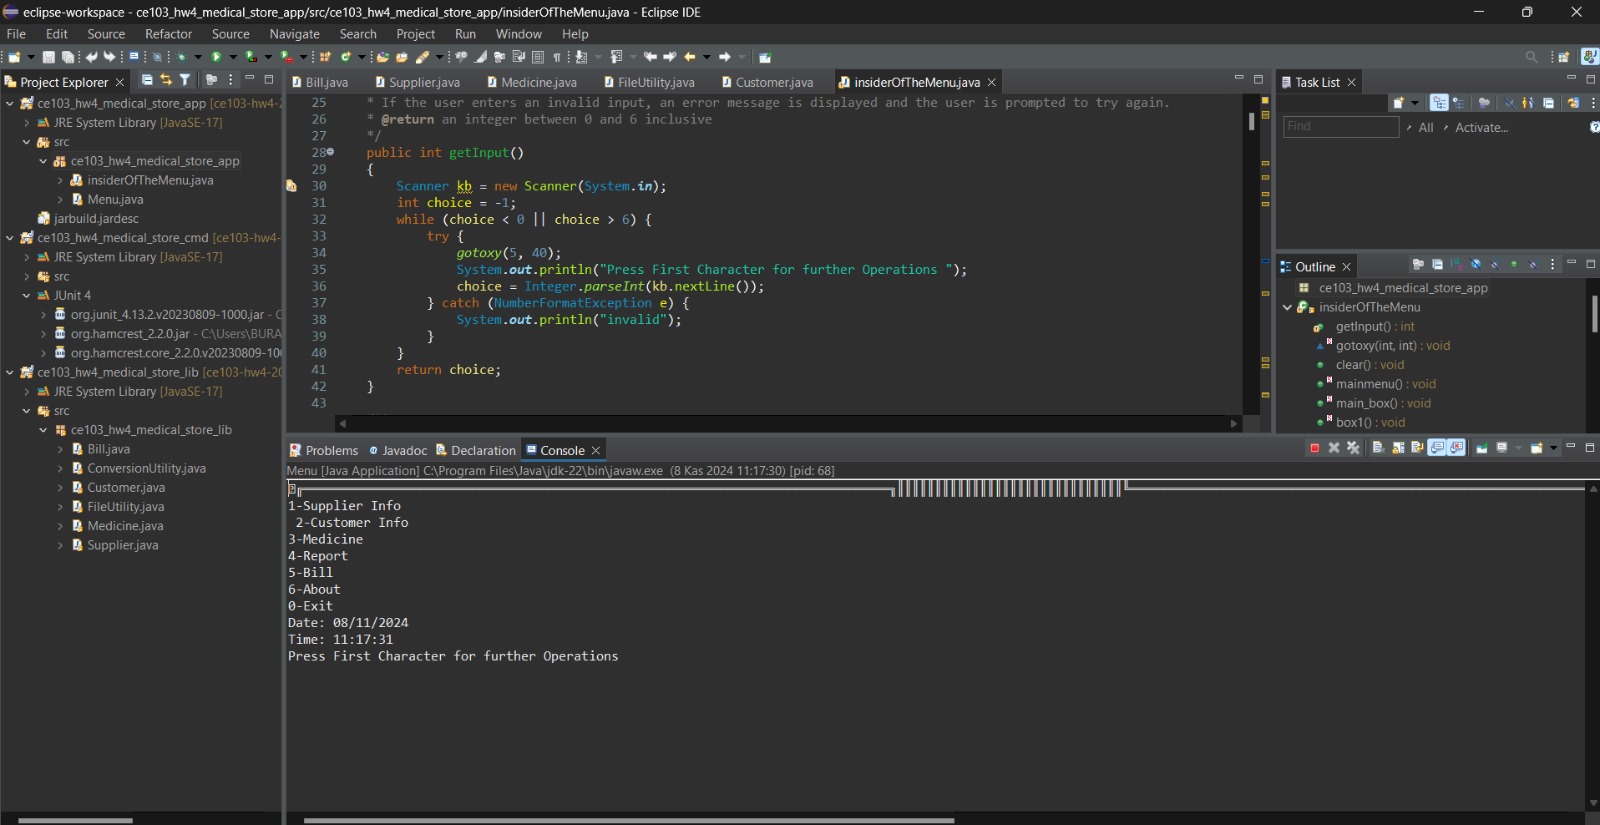 eclipse-workspace - ce103_hw4_medical_store_app/src/ce103_hw4_medical_store_app/insiderOfTheMenu.java - Eclipse IDE
File Edit Source Refactor Source Navigate Search Project Run Window Help
Project Explorer
ce103_hw4_medical_store_app [ce103-hw4-
JRE System Library [JavaSE-17]
src
ce103_hw4_medical_store_app
insiderOfTheMenu.java
Menu.java
jarbuild.jardesc
ce103_hw4_medical_store_cmd [ce103-hw4-
JRE System Library [JavaSE-17]
src
JUnit 4
org.junit_4.13.2.v20230809-1000.jar - C
org.hamcrest_2.2.0.jar - C:\Users\BURA
org.hamcrest.core_2.2.0.v20230809-10
ce103_hw4_medical_store_lib [ce103-hw4-20
JRE System Library [JavaSE-17]
src
ce103_hw4_medical_store_lib
Bill.java
ConversionUtility.java
Customer.java
FileUtility.java
Medicine.java
Supplier.java
Bill.java Supplier.java Medicine.java FileUtility.java Customer.java insiderOfTheMenu.java
25 * If the user enters an invalid input, an error message is displayed and the user is prompted to try again.
26 * @return an integer between 0 and 6 inclusive
27 */
28 public int getInput()
29 {
30 Scanner kb = new Scanner(System.in);
31 int choice = -1;
32 while (choice < 0 || choice > 6) {
33 try {
34 gotoxy(5, 40);
35 System.out.println("Press First Character for further Operations ");
36 choice = Integer.parseInt(kb.nextLine());
37 } catch (NumberFormatException e) {
38 System.out.println("invalid");
39 }
40 }
41 return choice;
42 }
43
Task List
Find
All Activate...
Outline
ce103_hw4_medical_store_app
insiderOfTheMenu
getInput() : int
gotoxy(int, int) : void
clear() : void
mainmenu() : void
main_box() : void
box1() : void
Problems Javadoc Declaration Console
Menu [Java Application] C:\Program Files\Java\jdk-22\bin\javaw.exe (8 Kas 2024 11:17:30) [pid: 68]
1-Supplier Info
2-Customer Info
3-Medicine
4-Report
5-Bill
6-About
0-Exit
Date: 08/11/2024
Time: 11:17:31
Press First Character for further Operations